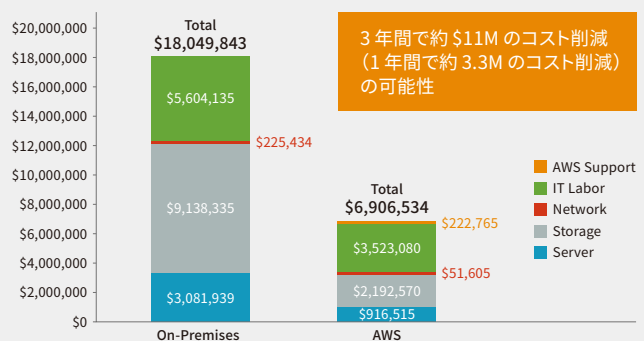 $20,000,000
$18,000,000
$16,000,000
$14,000,000
$12,000,000
$10,000,000
$8,000,000
$6,000,000
$4,000,000
$2,000,000
$0
Total
$18,049,843
$5,604,135
$225,434
$9,138,335
$3,081,939
On-Premises
Total
$6,906,534
$222,765
$3,523,080
$51,605
$2,192,570
$916,515
AWS
3 年間で約 $11M のコスト削減
（1 年間で約 3.3M のコスト削減）
の可能性
AWS Support
IT Labor
Network
Storage
Server